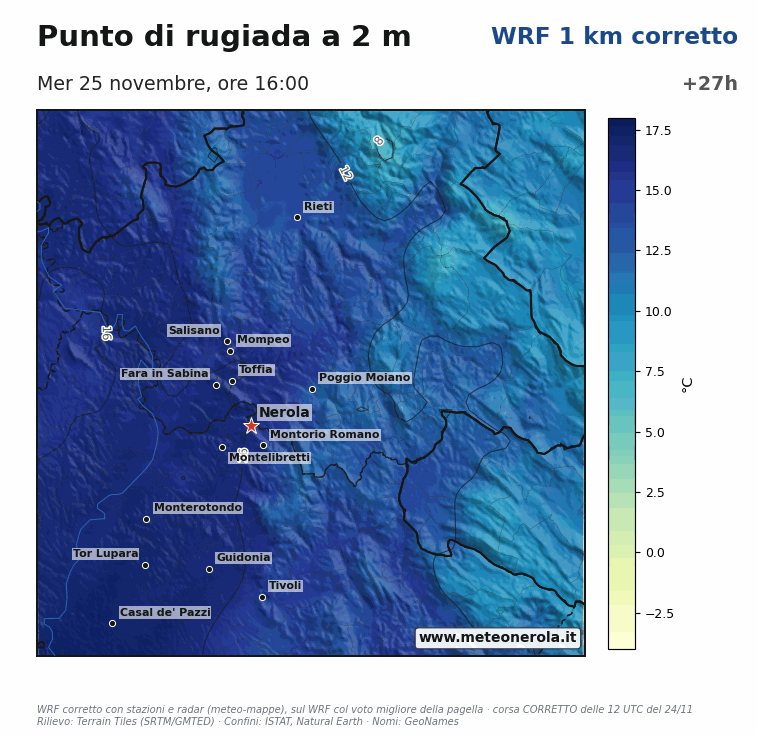 Punto di rugiada a 2 m
WRF 1 km corretto
Mer 25 novembre, ore 16:00
+27h
8
12
Rieti
16
Salisano
Mompeo
Toffia
Fara in Sabina
Poggio Moiano
Nerola
Montorio Romano
Montelibretti
Monterotondo
Tor Lupara
Guidonia
Tivoli
Casal de' Pazzi
www.meteonerola.it
17.5
15.0
12.5
10.0
7.5
5.0
2.5
0.0
−2.5
°C
WRF corretto con stazioni e radar (meteo-mappe), sul WRF col voto migliore della pagella · corsa CORRETTO delle 12 UTC del 24/11
Rilievo: Terrain Tiles (SRTM/GMTED) · Confini: ISTAT, Natural Earth · Nomi: GeoNames